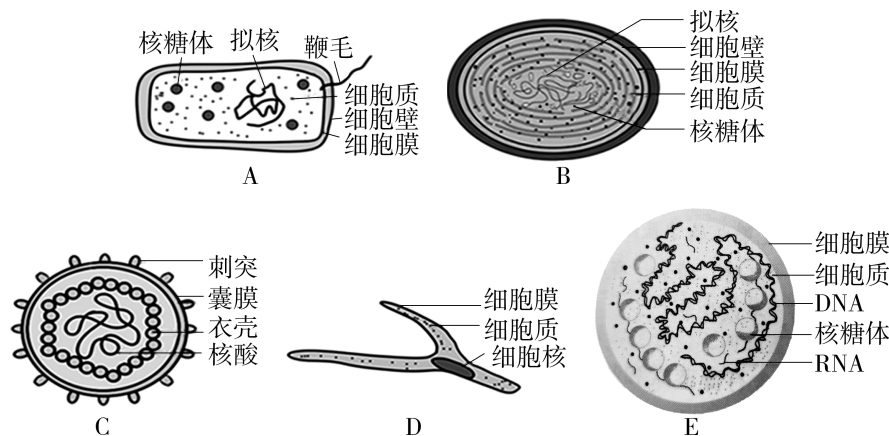 核糖体 拟核 鞭毛
细胞质
细胞壁
细胞膜
A
拟核
细胞壁
细胞膜
细胞质
核糖体
B
刺突
囊膜
衣壳
核酸
C
细胞膜
细胞质
细胞核
D
细胞膜
细胞质
DNA
核糖体
RNA
E